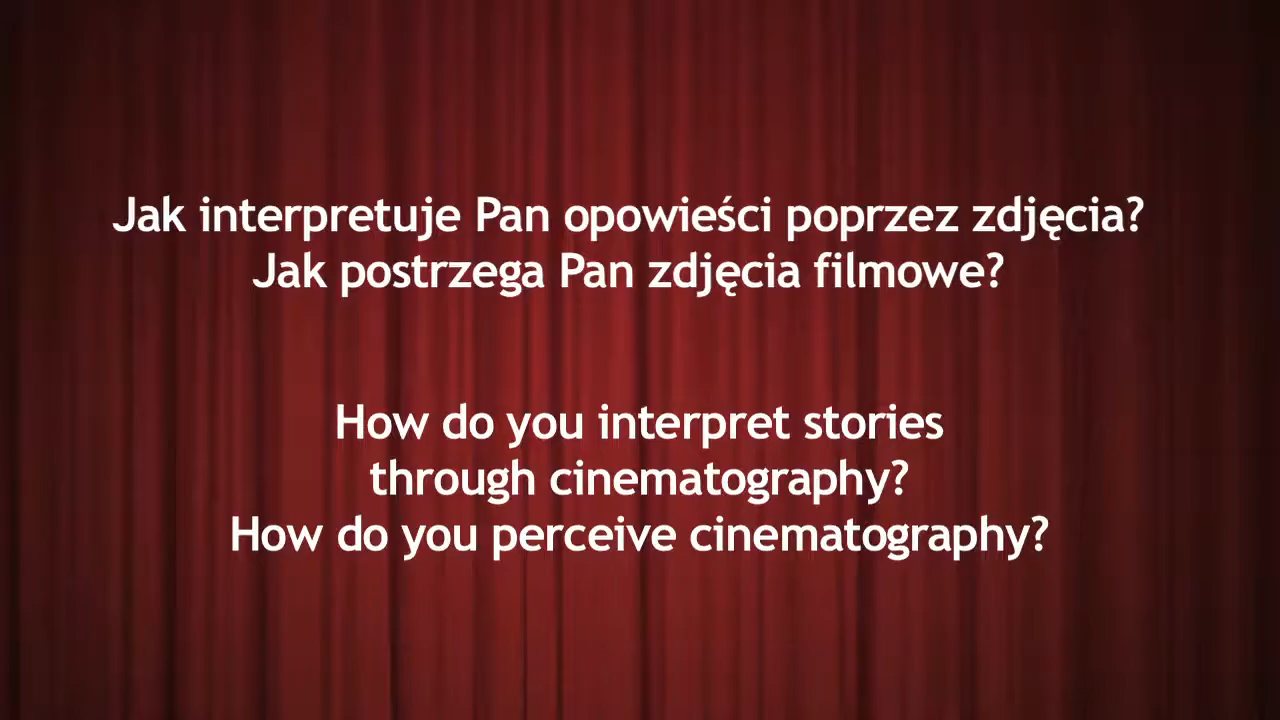 Jak interpretuje Pan opowieści poprzez zdjęcia?
Jak postrzega Pan zdjęcia filmowe?
How do you interpret stories
through cinematography?
How do you perceive cinematography?